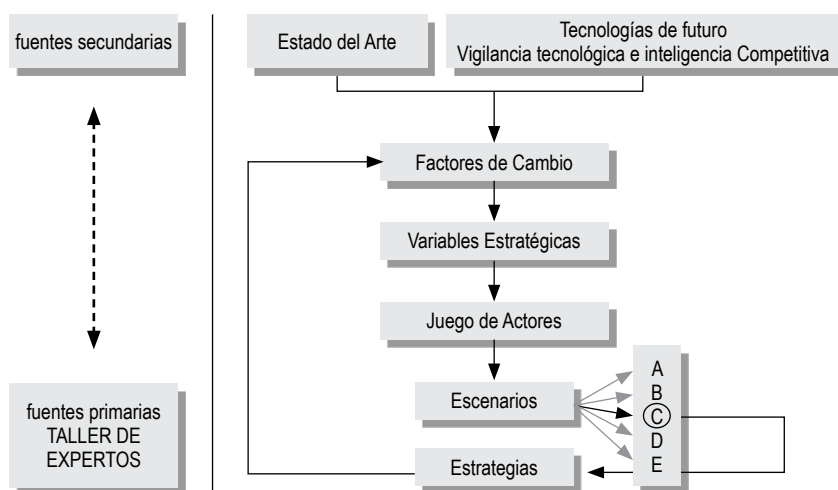 fuentes secundarias
fuentes primarias
TALLER DE
EXPERTOS
Estado del Arte
Tecnologías de futuro
Vigilancia tecnológica e inteligencia Competitiva
Factores de Cambio
Variables Estratégicas
Juego de Actores
Escenarios
A
B
C
D
E
Estrategias